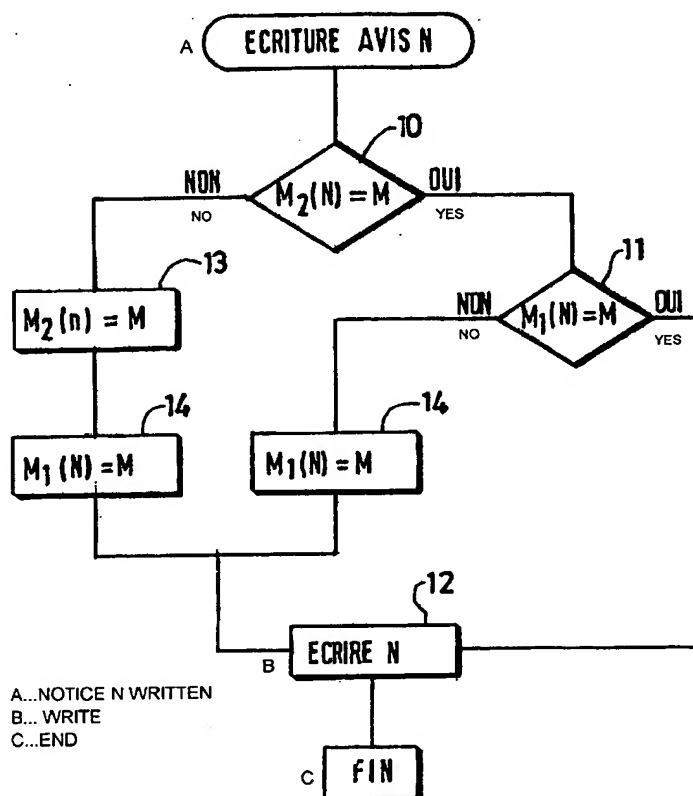 A ECRITURE AVIS N
10
M₂(N) = M
NON
NO
OUI
YES
11
M₁(N) = M
NON
NO
OUI
YES
13
M₂(n) = M
14
M₁(N) = M
14
M₁(N) = M
12
B ECRIRE N
A...NOTICE N WRITTEN
B... WRITE
C...END
C FIN